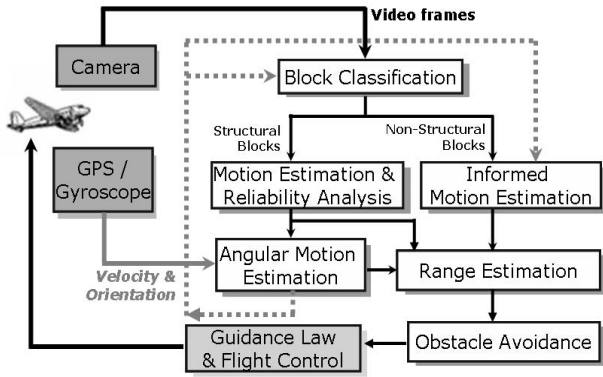 Video frames
Camera
Block Classification
Structural
Blocks
Non-Structural
Blocks
GPS /
Gyroscope
Motion Estimation &
Reliability Analysis
Informed
Motion Estimation
Velocity &
Orientation
Angular Motion
Estimation
Range Estimation
Guidance Law
& Flight Control
Obstacle Avoidance